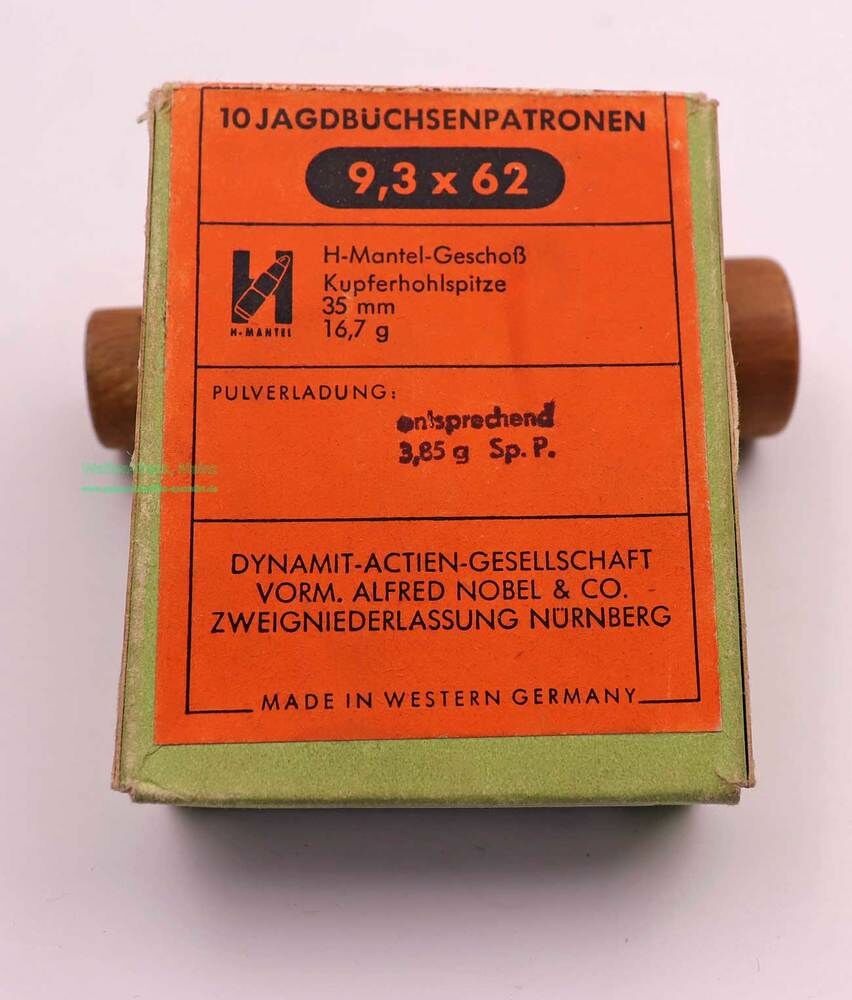 10 JAGDBÜCHSENPATRONEN
9,3 x 62
H-Mantel-Geschoß
Kupferhohlspitze
35 mm
16,7 g
H-MANTEL
PULVERLADUNG:
entsprechend
3,85 g Sp. P.
DYNAMIT-ACTIEN-GESELLSCHAFT
VORM. ALFRED NOBEL & CO.
ZWEIGNIEDERLASSUNG NÜRNBERG
MADE IN WESTERN GERMANY